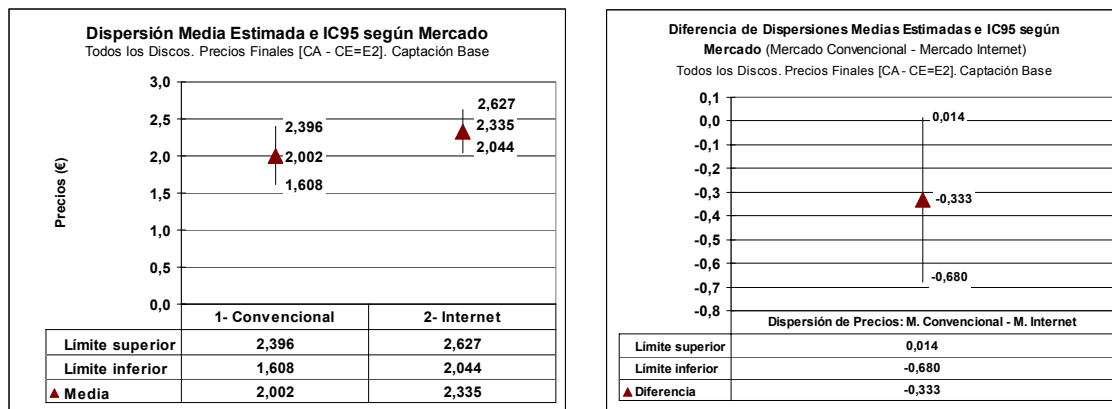 Dispersión Media Estimada e IC95 según Mercado
Todos los Discos. Precios Finales [CA - CE=E2]. Captación Base
Precios (€)
3,0
2,5
2,0
1,5
1,0
0,5
0,0
2,396
2,002
1,608
2,627
2,335
2,044
1- Convencional 2- Internet
Límite superior 2,396 2,627
Límite inferior 1,608 2,044
Media 2,002 2,335
Diferencia de Dispersiones Medias Estimadas e IC95 según
Mercado (Mercado Convencional - Mercado Internet)
Todos los Discos. Precios Finales [CA - CE=E2]. Captación Base
0,1
0,0
-0,1
-0,2
-0,3
-0,4
-0,5
-0,6
-0,7
-0,8
0,014
-0,333
-0,680
Dispersión de Precios: M. Convencional - M. Internet
Límite superior 0,014
Límite inferior -0,680
Diferencia -0,333